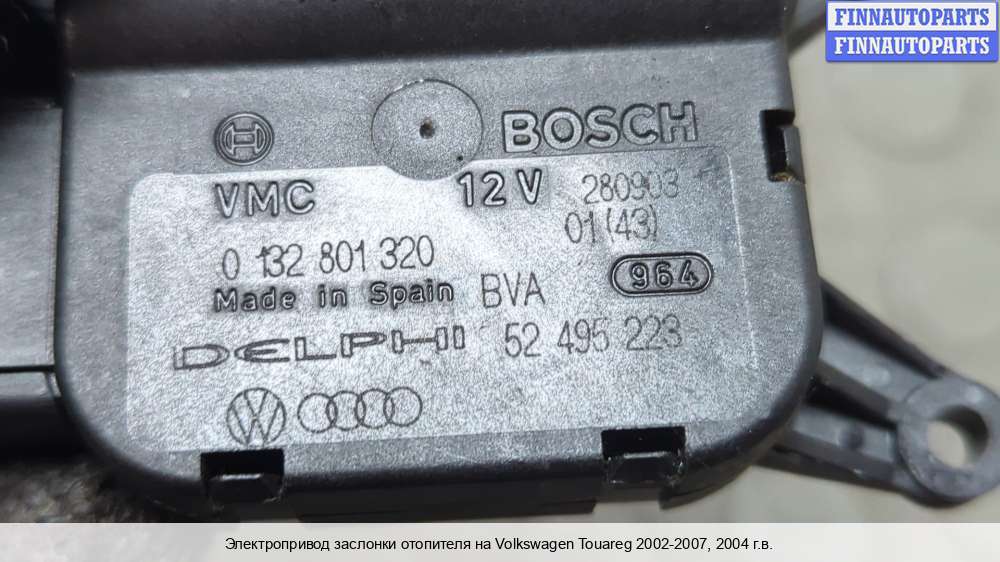 FINNAUTOPARTS
FINNAUTOPARTS
BOSCH
VMC 12 V 280903
01 (43)
0 132 801 320
Made in Spain BVA 964
DELPHI 52 495 223
Электропривод заслонки отопителя на Volkswagen Touareg 2002-2007, 2004 г.в.